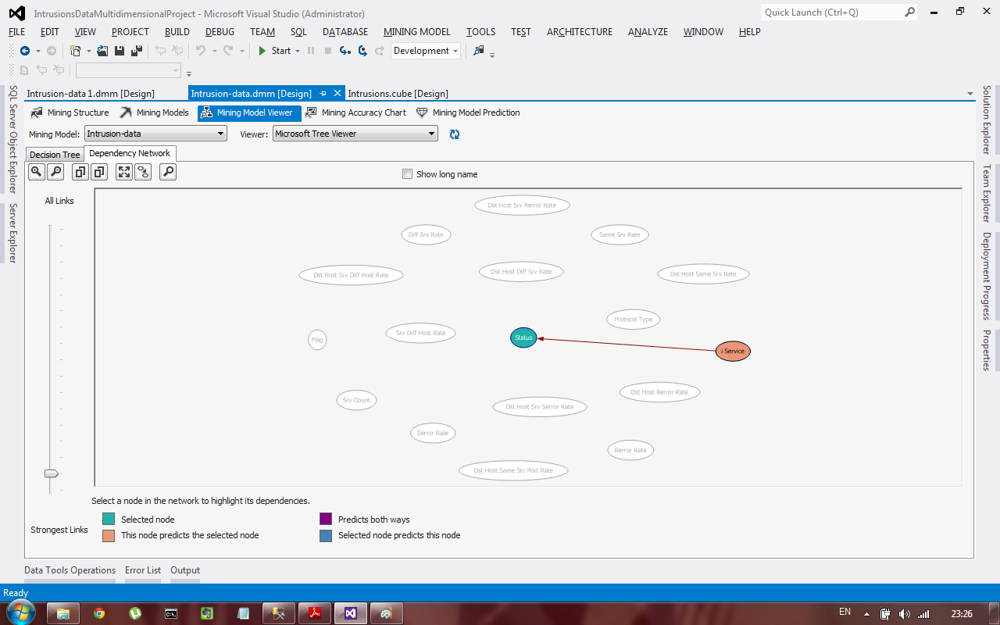 IntrusionsDataMultidimensionalProject - Microsoft Visual Studio (Administrator)
Quick Launch (Ctrl+Q)
FILE EDIT VIEW PROJECT BUILD DEBUG TEAM SQL DATABASE MINING MODEL TOOLS TEST ARCHITECTURE ANALYZE WINDOW HELP
Start Development
Intrusion-data 1.dmm [Design] Intrusion-data.dmm [Design] Intrusions.cube [Design]
Mining Structure Mining Models Mining Model Viewer Mining Accuracy Chart Mining Model Prediction
Mining Model: Intrusion-data Viewer: Microsoft Tree Viewer
Decision Tree Dependency Network
Show long name
All Links
Dst Host Srv Rerror Rate
Diff Srv Rate
Same Srv Rate
Dst Host Srv Diff Host Rate
Dst Host Diff Srv Rate
Dst Host Same Srv Rate
Protocol Type
Flag
Srv Diff Host Rate
Status
i Service
Dst Host Rerror Rate
Srv Count
Dst Host Srv Serror Rate
Serror Rate
Rerror Rate
Dst Host Same Src Port Rate
Select a node in the network to highlight its dependencies.
Selected node
Predicts both ways
Strongest Links
This node predicts the selected node
Selected node predicts this node
SQL Server Object Explorer
Server Explorer
Solution Explorer
Team Explorer
Deployment Progress
Properties
Data Tools Operations Error List Output
Ready
C:\.
EN
23:26